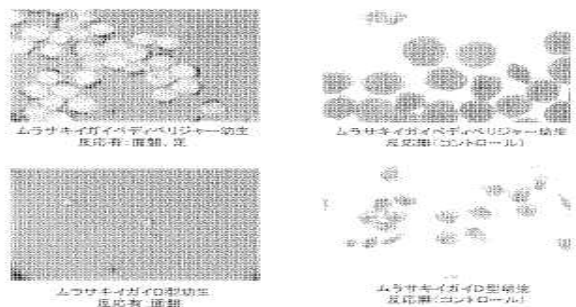 ムラサキイガイペディベリジャー幼生
反応有:面盤、足
ムラサキイガイペディベリジャー幼生
反応無(コントロール)
ムラサキイガイD型幼生
反応有:面盤
ムラサキイガイD型幼生
反応無(コントロール)